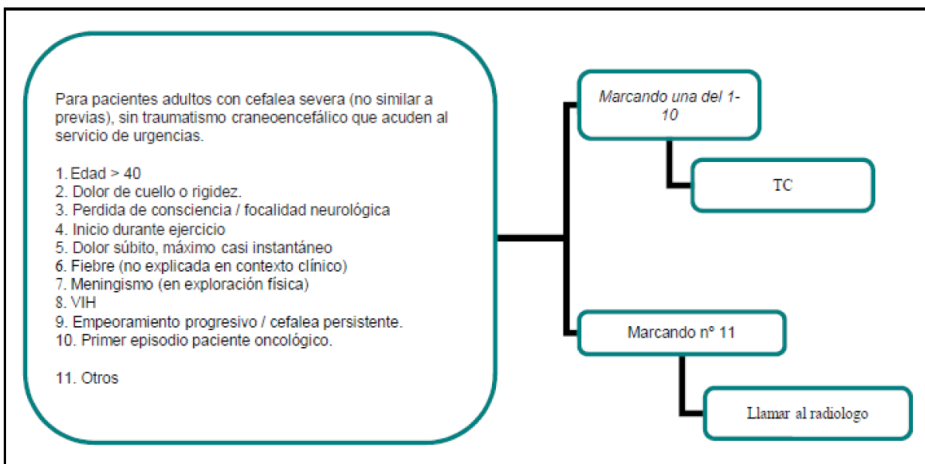 Para pacientes adultos con cefalea severa (no similar a
previas), sin traumatismo craneoencefálico que acuden al
servicio de urgencias.
1. Edad > 40
2. Dolor de cuello o rigidez.
3. Perdida de consciencia / focalidad neurológica
4. Inicio durante ejercicio
5. Dolor súbito, máximo casi instantáneo
6. Fiebre (no explicada en contexto clínico)
7. Meningismo (en exploración física)
8. VIH
9. Empeoramiento progresivo / cefalea persistente.
10. Primer episodio paciente oncológico.
11. Otros
Marcando una del 1-
10
TC
Marcando nº 11
Llamar al radiologo